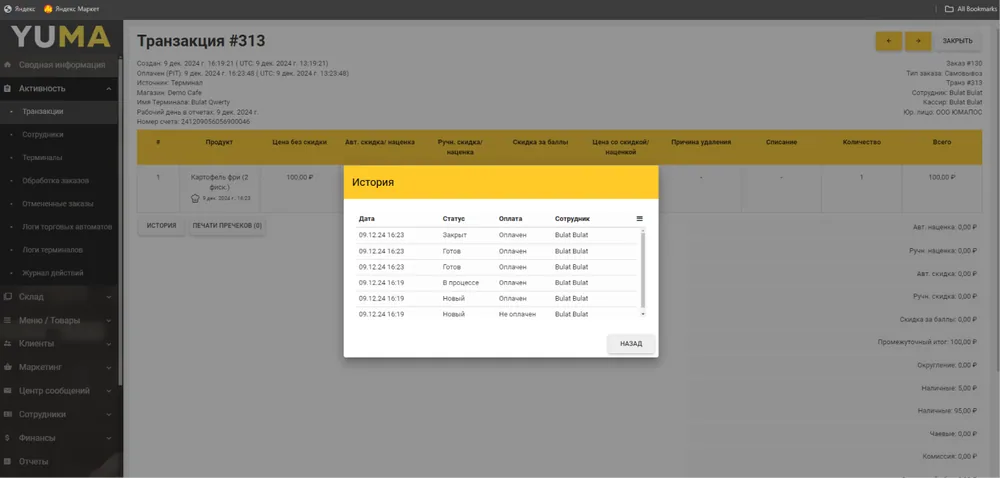 Яндекс
Яндекс Маркет
All Bookmarks
YUMA
Сводная информация
Активность
Транзакции
Сотрудники
Терминалы
Обработка заказов
Отмененные заказы
Логи торговых автоматов
Логи терминалов
Журнал действий
Склад
Меню / Товары
Клиенты
Маркетинг
Центр сообщений
Сотрудники
Финансы
Отчеты
Транзакция #313
+
+
ЗАКРЫТЬ
Создан: 9 дек. 2024 г. 16:19:21 ( UTC: 9 дек. 2024 г. 13:19:21)
Оплачен (PIT): 9 дек. 2024 г. 16:23:48 ( UTC: 9 дек. 2024 г. 13:23:48)
Источник: Терминал
Магазин: Demo Cafe
Имя Терминала: Bulat Qwerty
Рабочий день в отчетах: 9 дек. 2024 г.
Номер счета: 241209056056900046
Заказ #130
Тип заказа: Самовывоз
Транз #313
Сотрудник: Bulat Bulat
Кассир: Bulat Bulat
Юр. лицо: ООО ЮМАПОС
# Продукт Цена без скидки Авт. скидка/ наценка Ручн. скидка/ наценка Скидка за баллы Цена со скидкой/ наценкой Причина удаления Списание Количество Всего
1 Картофель фри (2 фиск.) 100,00 ₽ - - 1 100,00 ₽
9 дек. 2024 г. 16:23
ИСТОРИЯ
ПЕЧАТИ ПРЕЧЕКОВ (0)
История
Дата Статус Оплата Сотрудник
09.12.24 16:23 Закрыт Оплачен Bulat Bulat
09.12.24 16:23 Готов Оплачен Bulat Bulat
09.12.24 16:23 Готов Оплачен Bulat Bulat
09.12.24 16:19 В процессе Оплачен Bulat Bulat
09.12.24 16:19 Новый Оплачен Bulat Bulat
09.12.24 16:19 Новый Не оплачен Bulat Bulat
НАЗАД
Авт. наценка: 0,00 ₽
Ручн. наценка: 0,00 ₽
Авт. скидка: 0,00 ₽
Ручн. скидка: 0,00 ₽
Скидка за баллы: 0,00 ₽
Промежуточный итог: 100,00 ₽
Округление: 0,00 ₽
Наличные: 5,00 ₽
Наличные: 95,00 ₽
Чаевые: 0,00 ₽
Комиссия: 0,00 ₽